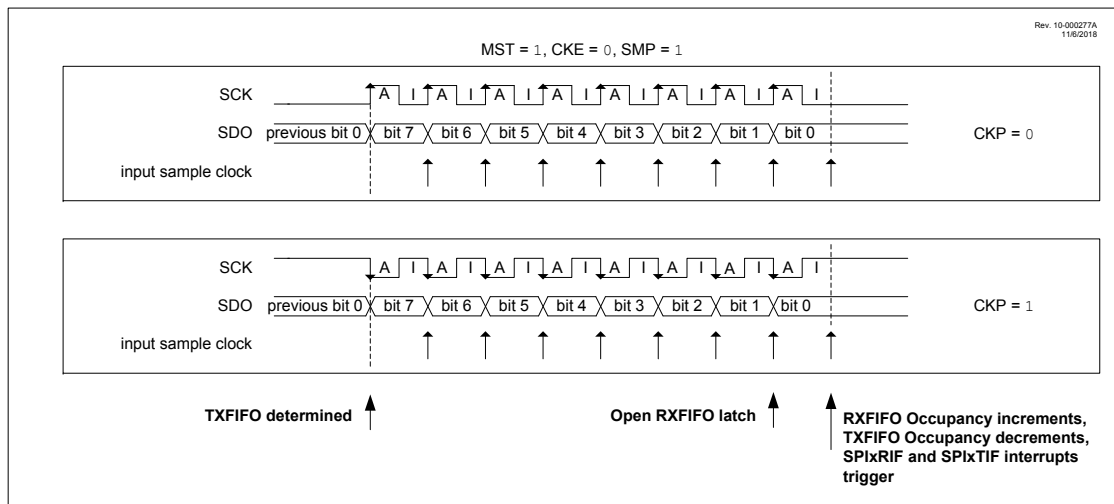 Rev. 10-000277A
11/6/2018
MST = 1, CKE = 0, SMP = 1
SCK A I A I A I A I A I A I A I A I
SDO previous bit 0 bit 7 bit 6 bit 5 bit 4 bit 3 bit 2 bit 1 bit 0 CKP = 0
input sample clock
SCK A I A I A I A I A I A I A I A I
SDO previous bit 0 bit 7 bit 6 bit 5 bit 4 bit 3 bit 2 bit 1 bit 0 CKP = 1
input sample clock
TXFIFO determined
Open RXFIFO latch
RXFIFO Occupancy increments,
TXFIFO Occupancy decrements,
SPIxRIF and SPIxTIF interrupts
trigger